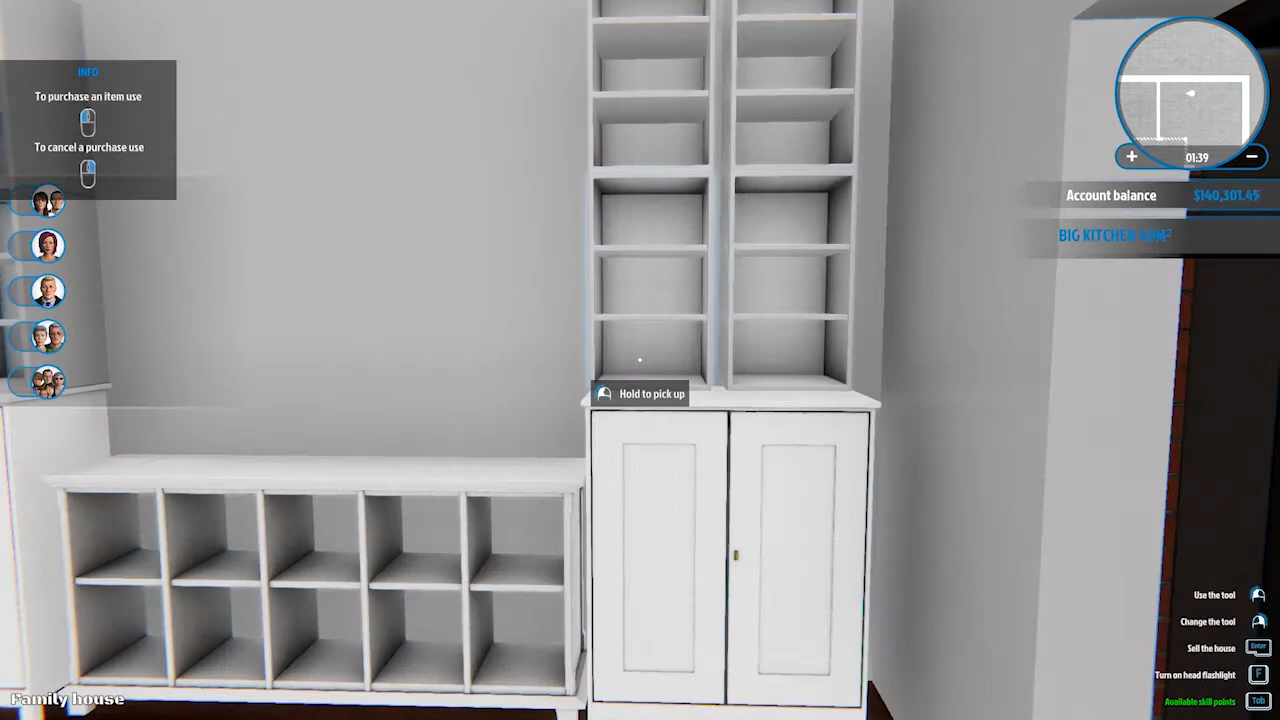 INFO
To purchase an item use
To cancel a purchase use
+ 01:39 −
Account balance $140,301.45
BIG KITCHEN 40M²
Hold to pick up
Use the tool
Change the tool
Sell the house Enter
Turn on head flashlight F
Available skill points Tab
Family house